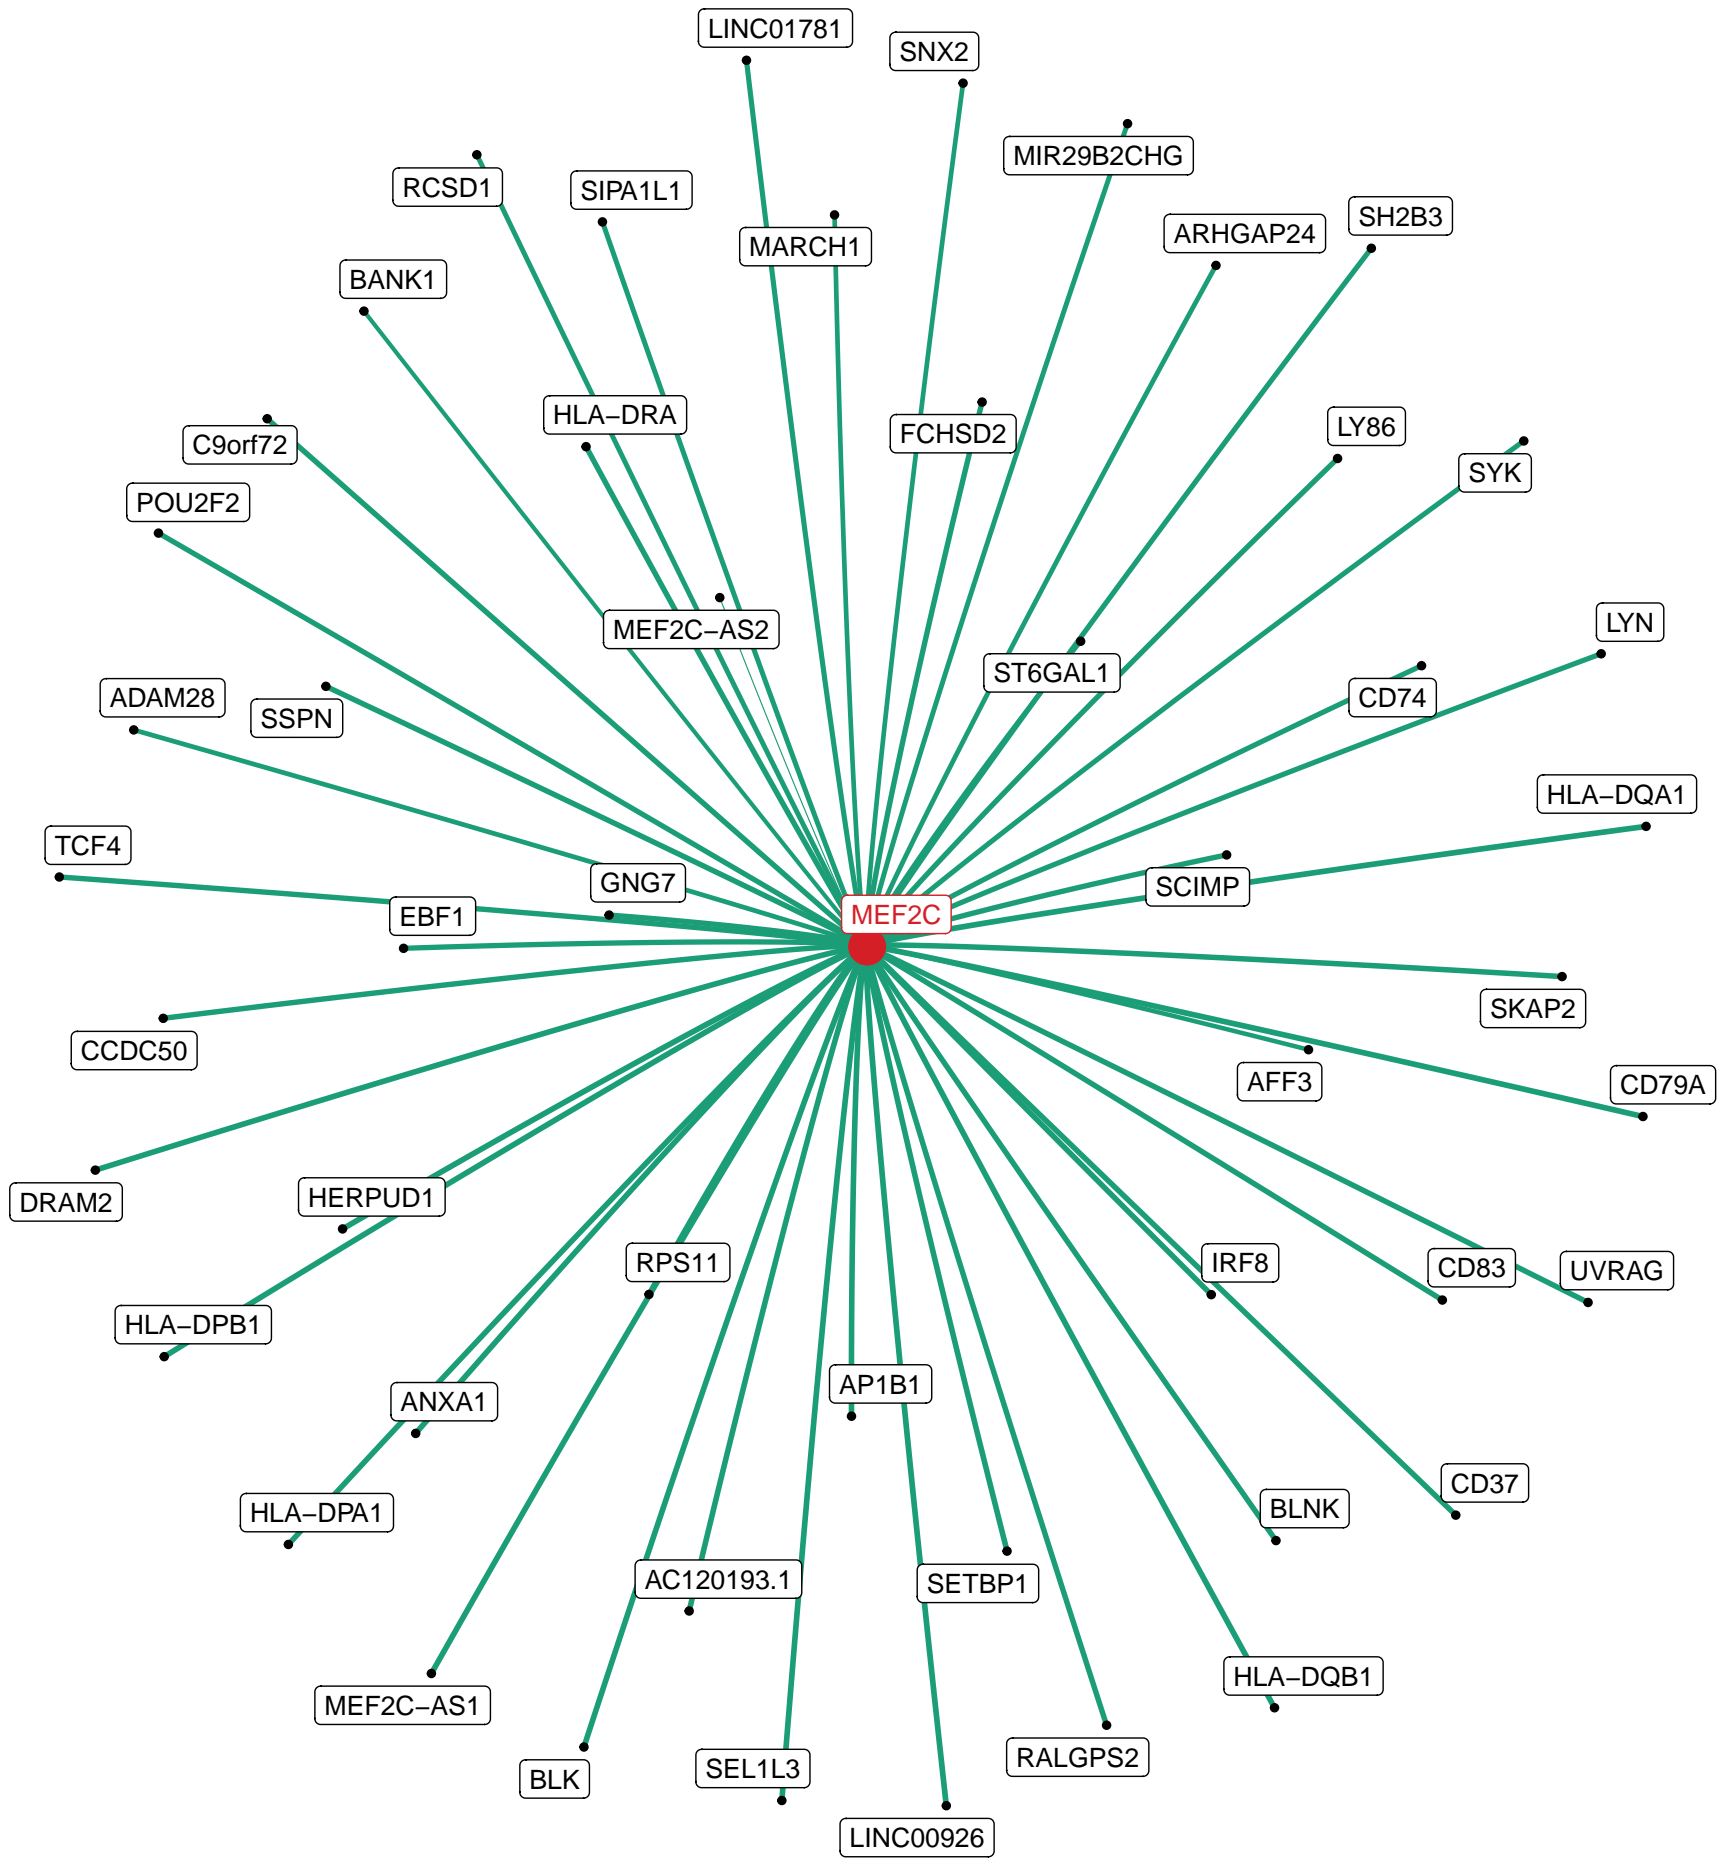 LINC01781
SNX2
MIR29B2CHG
RCSD1
SIPA1L1
SH2B3
ARHGAP24
MARCH1
BANK1
HLA−DRA
LY86
FCHSD2
C9orf72
SYK
POU2F2
LYN
MEF2C−AS2
ST6GAL1
ADAM28
CD74
SSPN
HLA−DQA1
TCF4
GNG7
SCIMP
MEF2C
EBF1
SKAP2
CCDC50
AFF3
CD79A
HERPUD1
DRAM2
RPS11
IRF8
CD83
UVRAG
HLA−DPB1
AP1B1
ANXA1
CD37
BLNK
HLA−DPA1
AC120193.1
SETBP1
HLA−DQB1
MEF2C−AS1
RALGPS2
SEL1L3
BLK
LINC00926